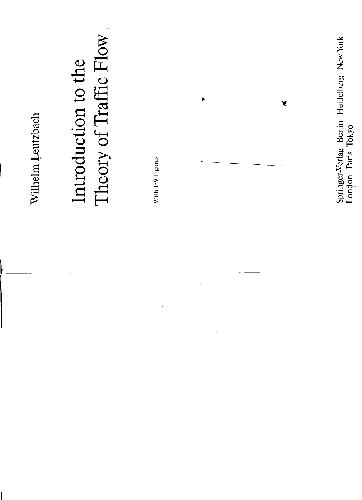 Wilhelm Leutzbach
Introduction to the
Theory of Traffic Flow
With Figures
Springer-Verlag Berlin Heidelberg New York
London Paris Tokyo